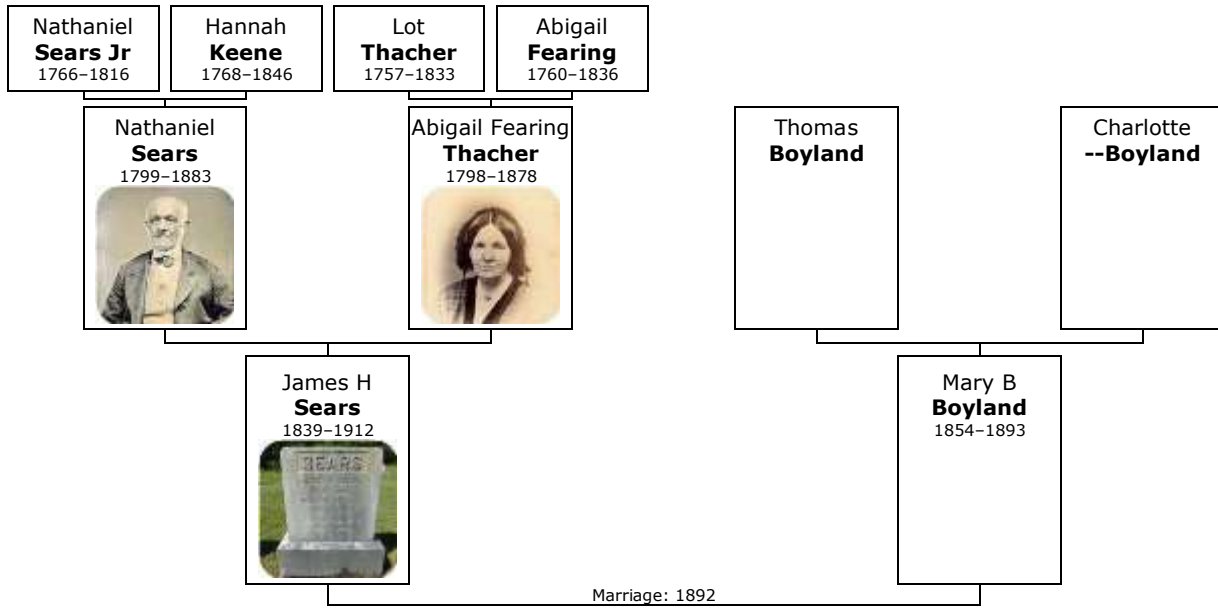 Nathaniel
Sears Jr
1766–1816
Hannah
Keene
1768–1846
Lot
Thacher
1757–1833
Abigail
Fearing
1760–1836
Nathaniel
Sears
1799–1883
Abigail Fearing
Thacher
1798–1878
Thomas
Boyland
Charlotte
--Boyland
James H
Sears
1839–1912
SEARS
Mary B
Boyland
1854–1893
Marriage: 1892